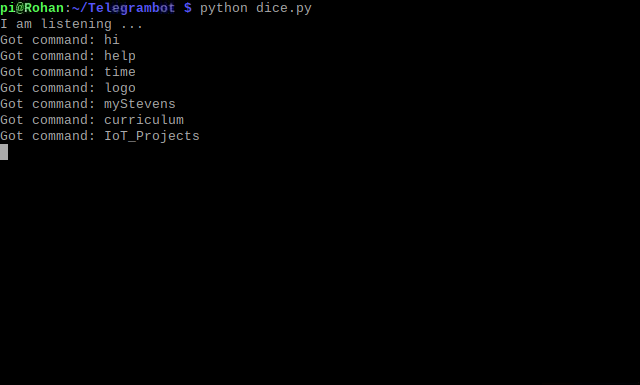 pi@Rohan:~/Telegrambot $ python dice.py
I am listening ...
Got command: hi
Got command: help
Got command: time
Got command: logo
Got command: myStevens
Got command: curriculum
Got command: IoT_Projects